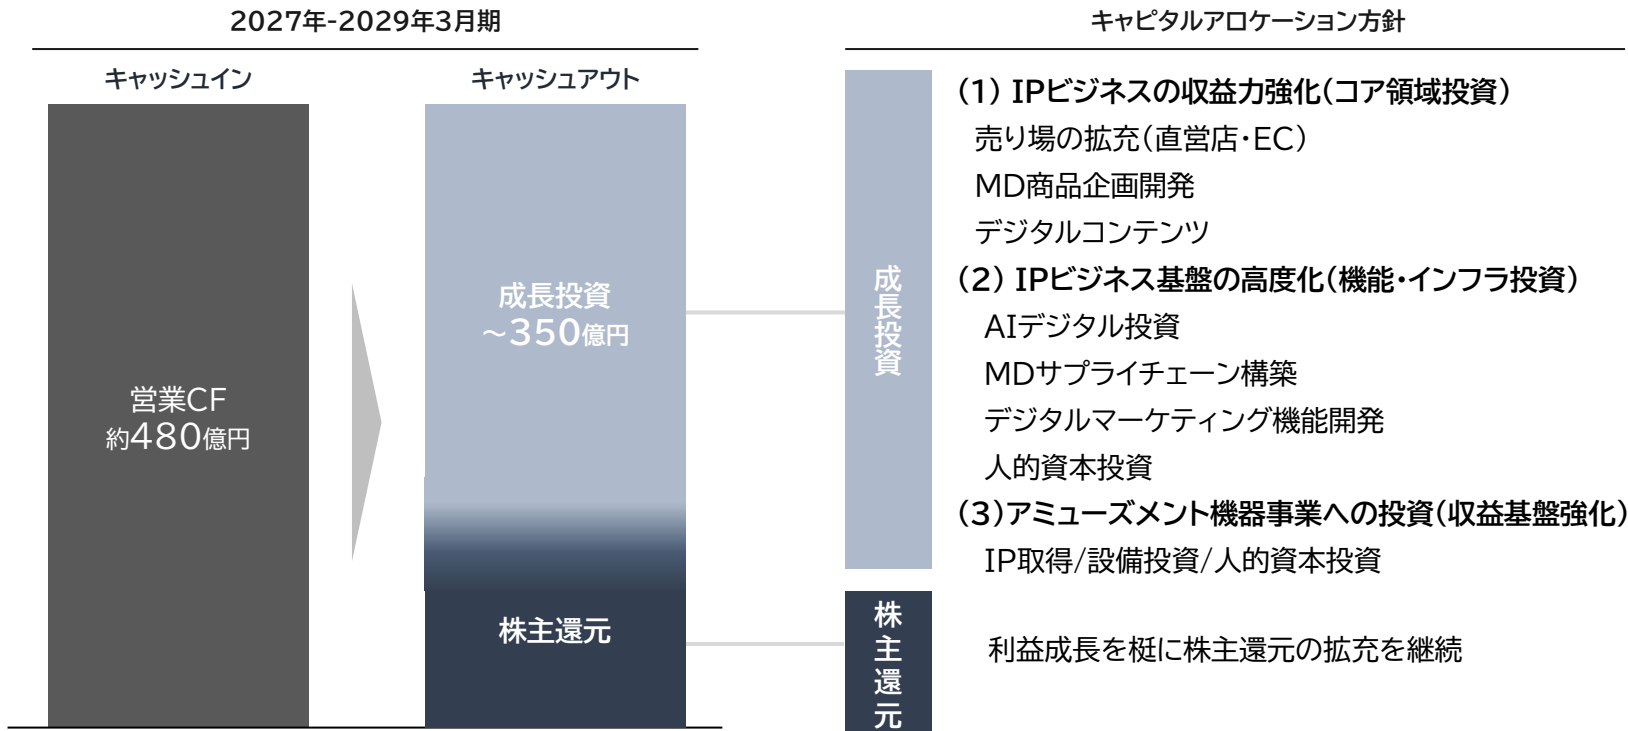 2027年-2029年3月期
キャッシュイン
キャッシュアウト
営業CF
約480億円
成長投資
～350億円
株主還元
キャピタルアロケーション方針
成長投資
(1) IPビジネスの収益力強化(コア領域投資)
売り場の拡充(直営店・EC)
MD商品企画開発
デジタルコンテンツ
(2) IPビジネス基盤の高度化(機能・インフラ投資)
AIデジタル投資
MDサプライチェーン構築
デジタルマーケティング機能開発
人的資本投資
(3)アミューズメント機器事業への投資(収益基盤強化)
IP取得/設備投資/人的資本投資
株主還元
利益成長を梃に株主還元の拡充を継続